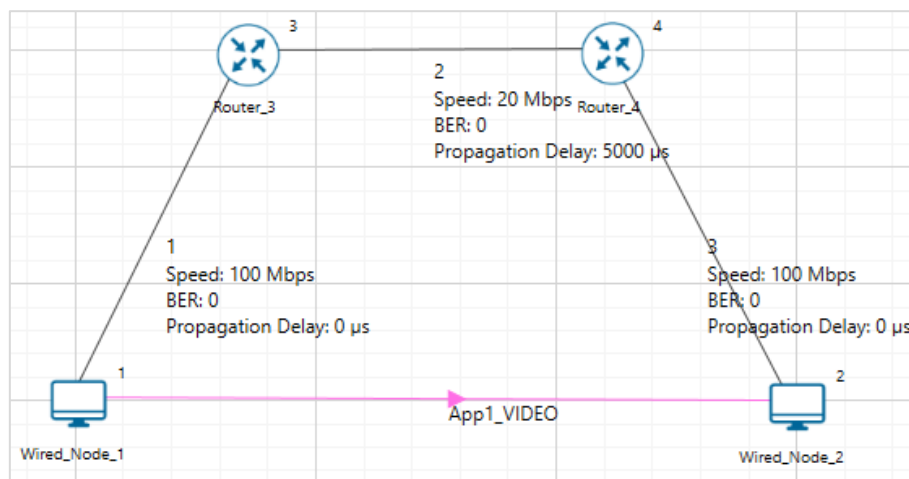 3
4
Router_3
Router_4
2
Speed: 20 Mbps
BER: 0
Propagation Delay: 5000 µs
1
Speed: 100 Mbps
BER: 0
Propagation Delay: 0 µs
3
Speed: 100 Mbps
BER: 0
Propagation Delay: 0 µs
1
2
App1_VIDEO
Wired_Node_1
Wired_Node_2